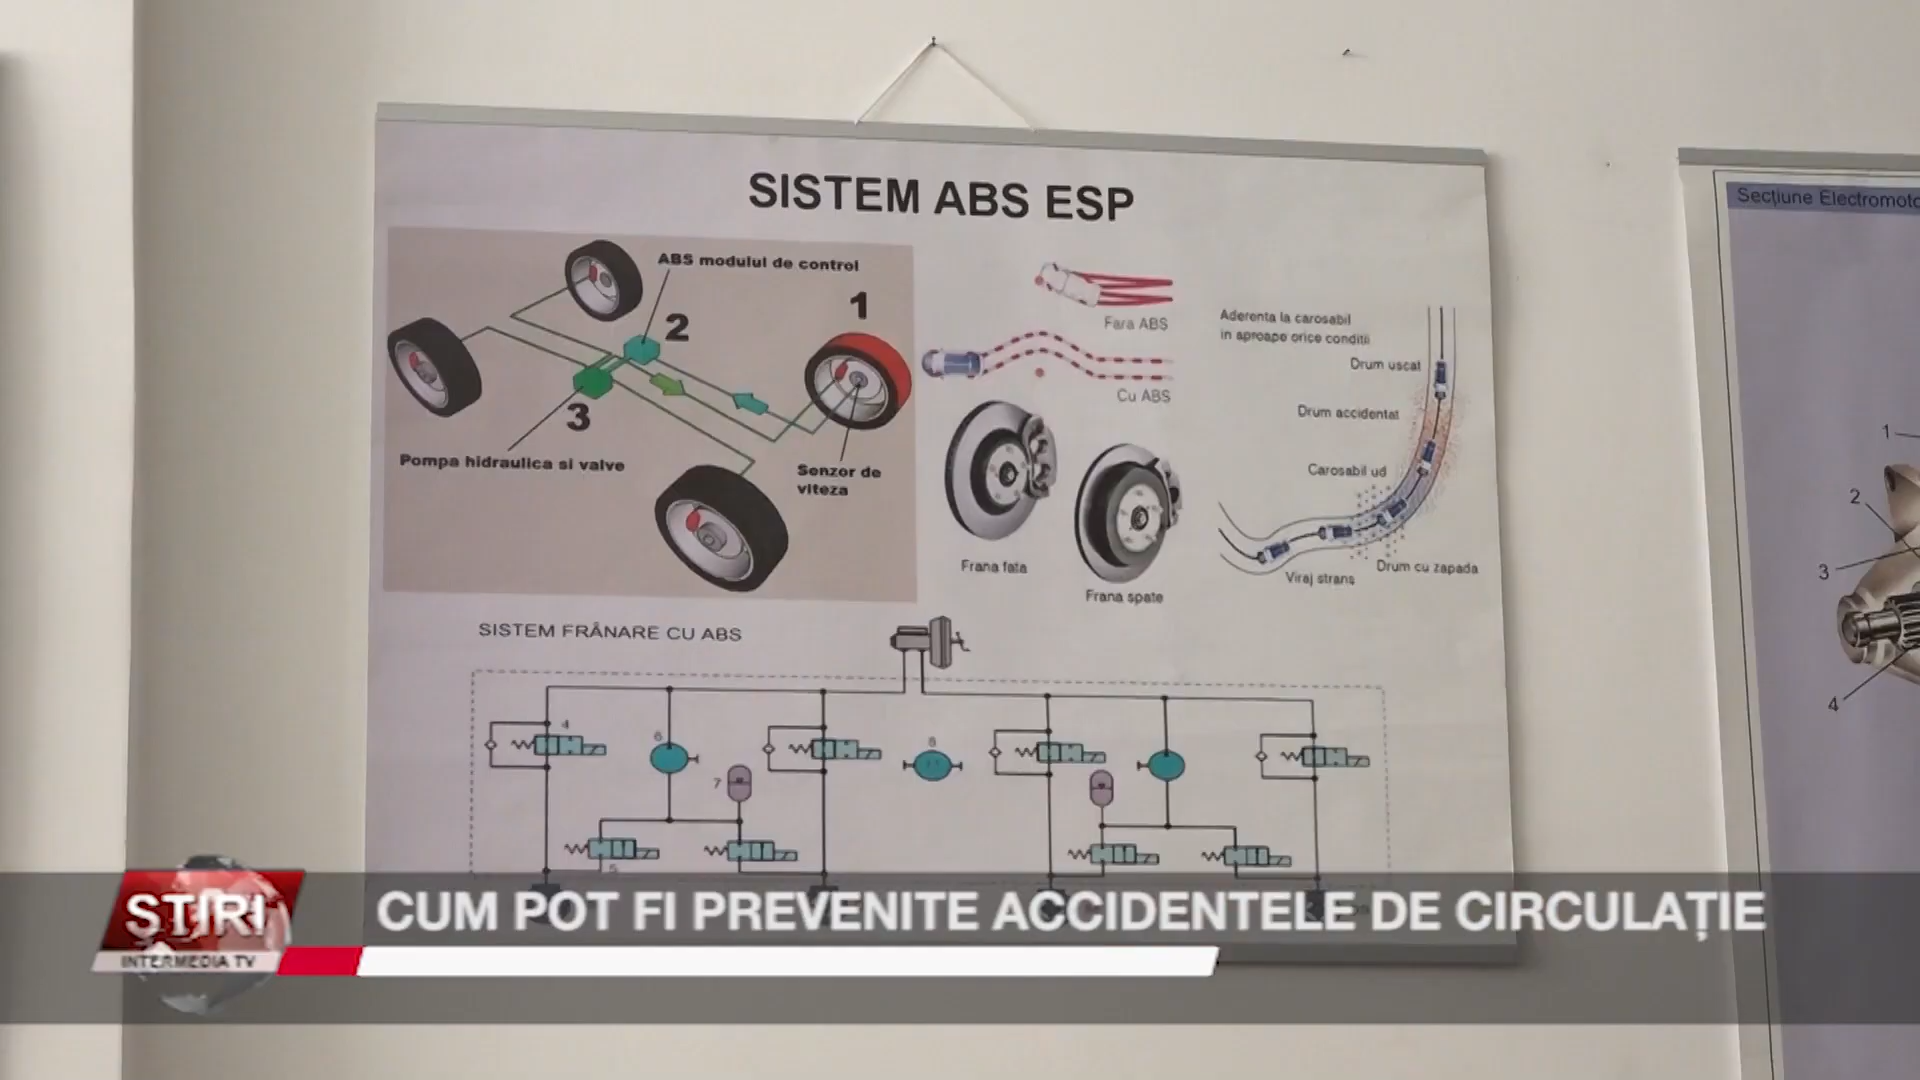 SISTEM ABS ESP
ABS modulul de control
1
2
3
Pompa hidraulica si valve
Senzor de
viteza
Fara ABS
Cu ABS
Frana fata
Frana spate
Aderenta la carosabil
in aproape orice conditii
Drum uscat
Drum accidentat
Carosabil ud
Drum cu zapada
Viraj strans
SISTEM FRÂNARE CU ABS
4
6
7
8
5
Secțiune Electromoto
1
2
3
4
STIRI
INTERMEDIA TV
CUM POT FI PREVENITE ACCIDENTELE DE CIRCULAȚIE